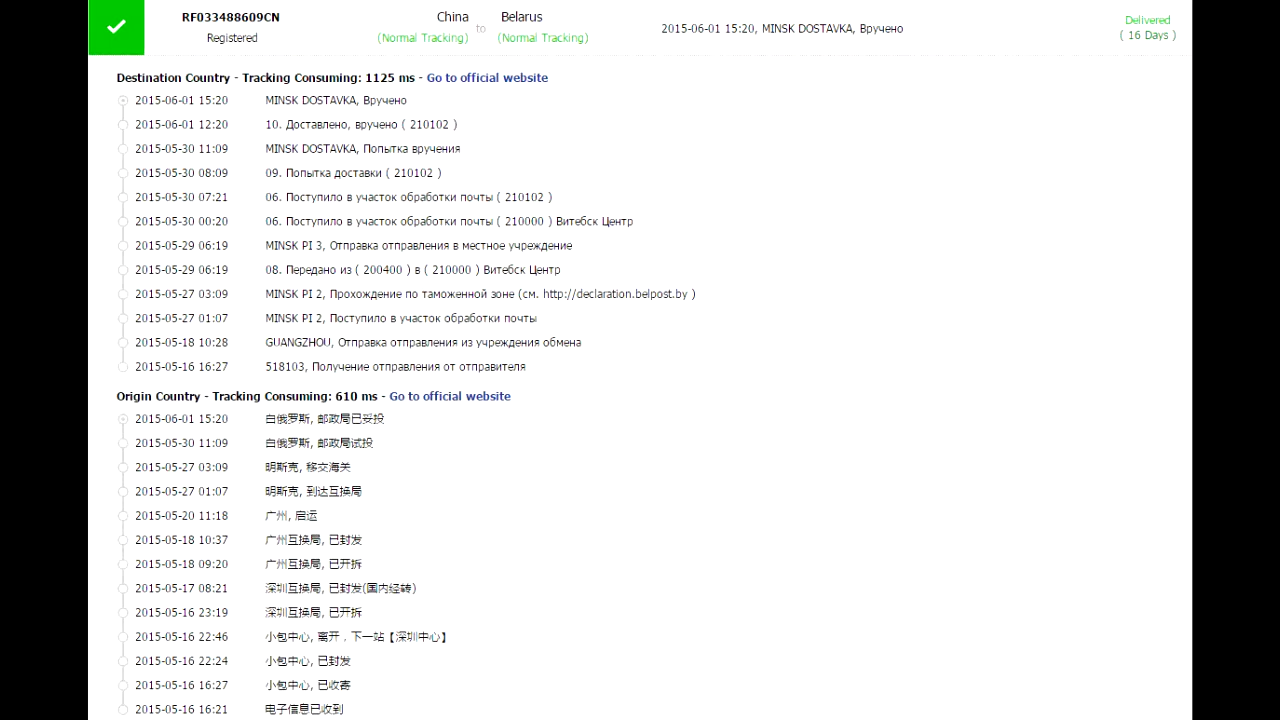 RF033488609CN China to Belarus 2015-06-01 15:20, MINSK DOSTAVKA, Вручено Delivered
Registered (Normal Tracking) (Normal Tracking) ( 16 Days )
Destination Country - Tracking Consuming: 1125 ms - Go to official website
2015-06-01 15:20 MINSK DOSTAVKA, Вручено
2015-06-01 12:20 10. Доставлено, вручено ( 210102 )
2015-05-30 11:09 MINSK DOSTAVKA, Попытка вручения
2015-05-30 08:09 09. Попытка доставки ( 210102 )
2015-05-30 07:21 06. Поступило в участок обработки почты ( 210102 )
2015-05-30 00:20 06. Поступило в участок обработки почты ( 210000 ) Витебск Центр
2015-05-29 06:19 MINSK PI 3, Отправка отправления в местное учреждение
2015-05-29 06:19 08. Передано из ( 200400 ) в ( 210000 ) Витебск Центр
2015-05-27 03:09 MINSK PI 2, Прохождение по таможенной зоне (см. http://declaration.belpost.by )
2015-05-27 01:07 MINSK PI 2, Поступило в участок обработки почты
2015-05-18 10:28 GUANGZHOU, Отправка отправления из учреждения обмена
2015-05-16 16:27 518103, Получение отправления от отправителя
Origin Country - Tracking Consuming: 610 ms - Go to official website
2015-06-01 15:20 白俄罗斯, 邮政局已妥投
2015-05-30 11:09 白俄罗斯, 邮政局试投
2015-05-27 03:09 明斯克, 移交海关
2015-05-27 01:07 明斯克, 到达互换局
2015-05-20 11:18 广州, 启运
2015-05-18 10:37 广州互换局, 已封发
2015-05-18 09:20 广州互换局, 已开拆
2015-05-17 08:21 深圳互换局, 已封发(国内经转)
2015-05-16 23:19 深圳互换局, 已开拆
2015-05-16 22:46 小包中心, 离开，下一站【深圳中心】
2015-05-16 22:24 小包中心, 已封发
2015-05-16 16:27 小包中心, 已收寄
2015-05-16 16:21 电子信息已收到